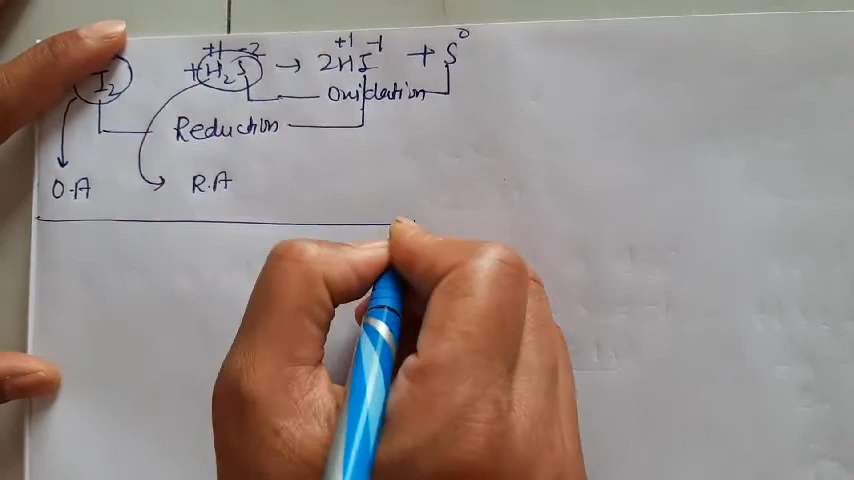 +1 -2 +1 -1 0
I2 + H2S → 2HI + S
Oxidation
Reduction
O.A R.A